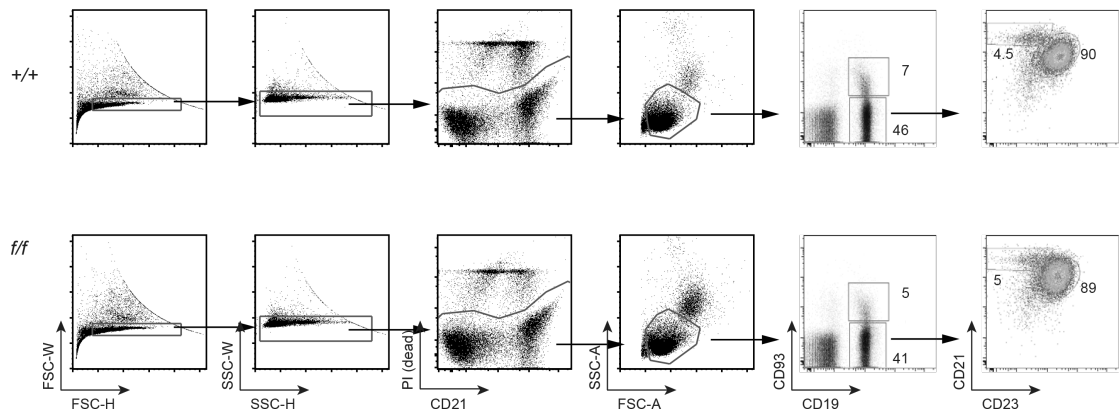 +/+
7
46
4.5
90
f/f
5
41
5
89
FSC-W
FSC-H
SSC-W
SSC-H
PI (dead)
CD21
SSC-A
FSC-A
CD93
CD19
CD21
CD23